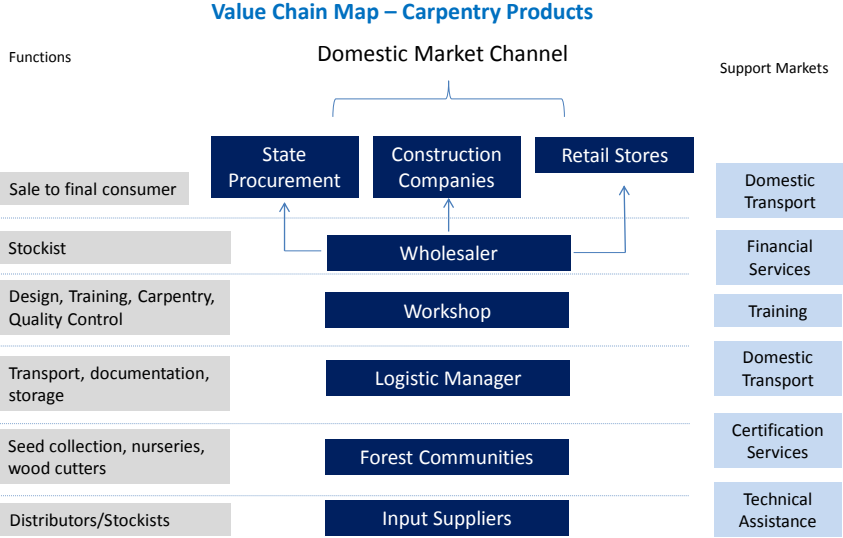 Value Chain Map – Carpentry Products
Functions
Domestic Market Channel
Support Markets
State
Procurement
Construction
Companies
Retail Stores
Sale to final consumer
Domestic
Transport
Stockist
Wholesaler
Financial
Services
Design, Training, Carpentry,
Quality Control
Workshop
Training
Transport, documentation,
storage
Logistic Manager
Domestic
Transport
Seed collection, nurseries,
wood cutters
Forest Communities
Certification
Services
Distributors/Stockists
Input Suppliers
Technical
Assistance